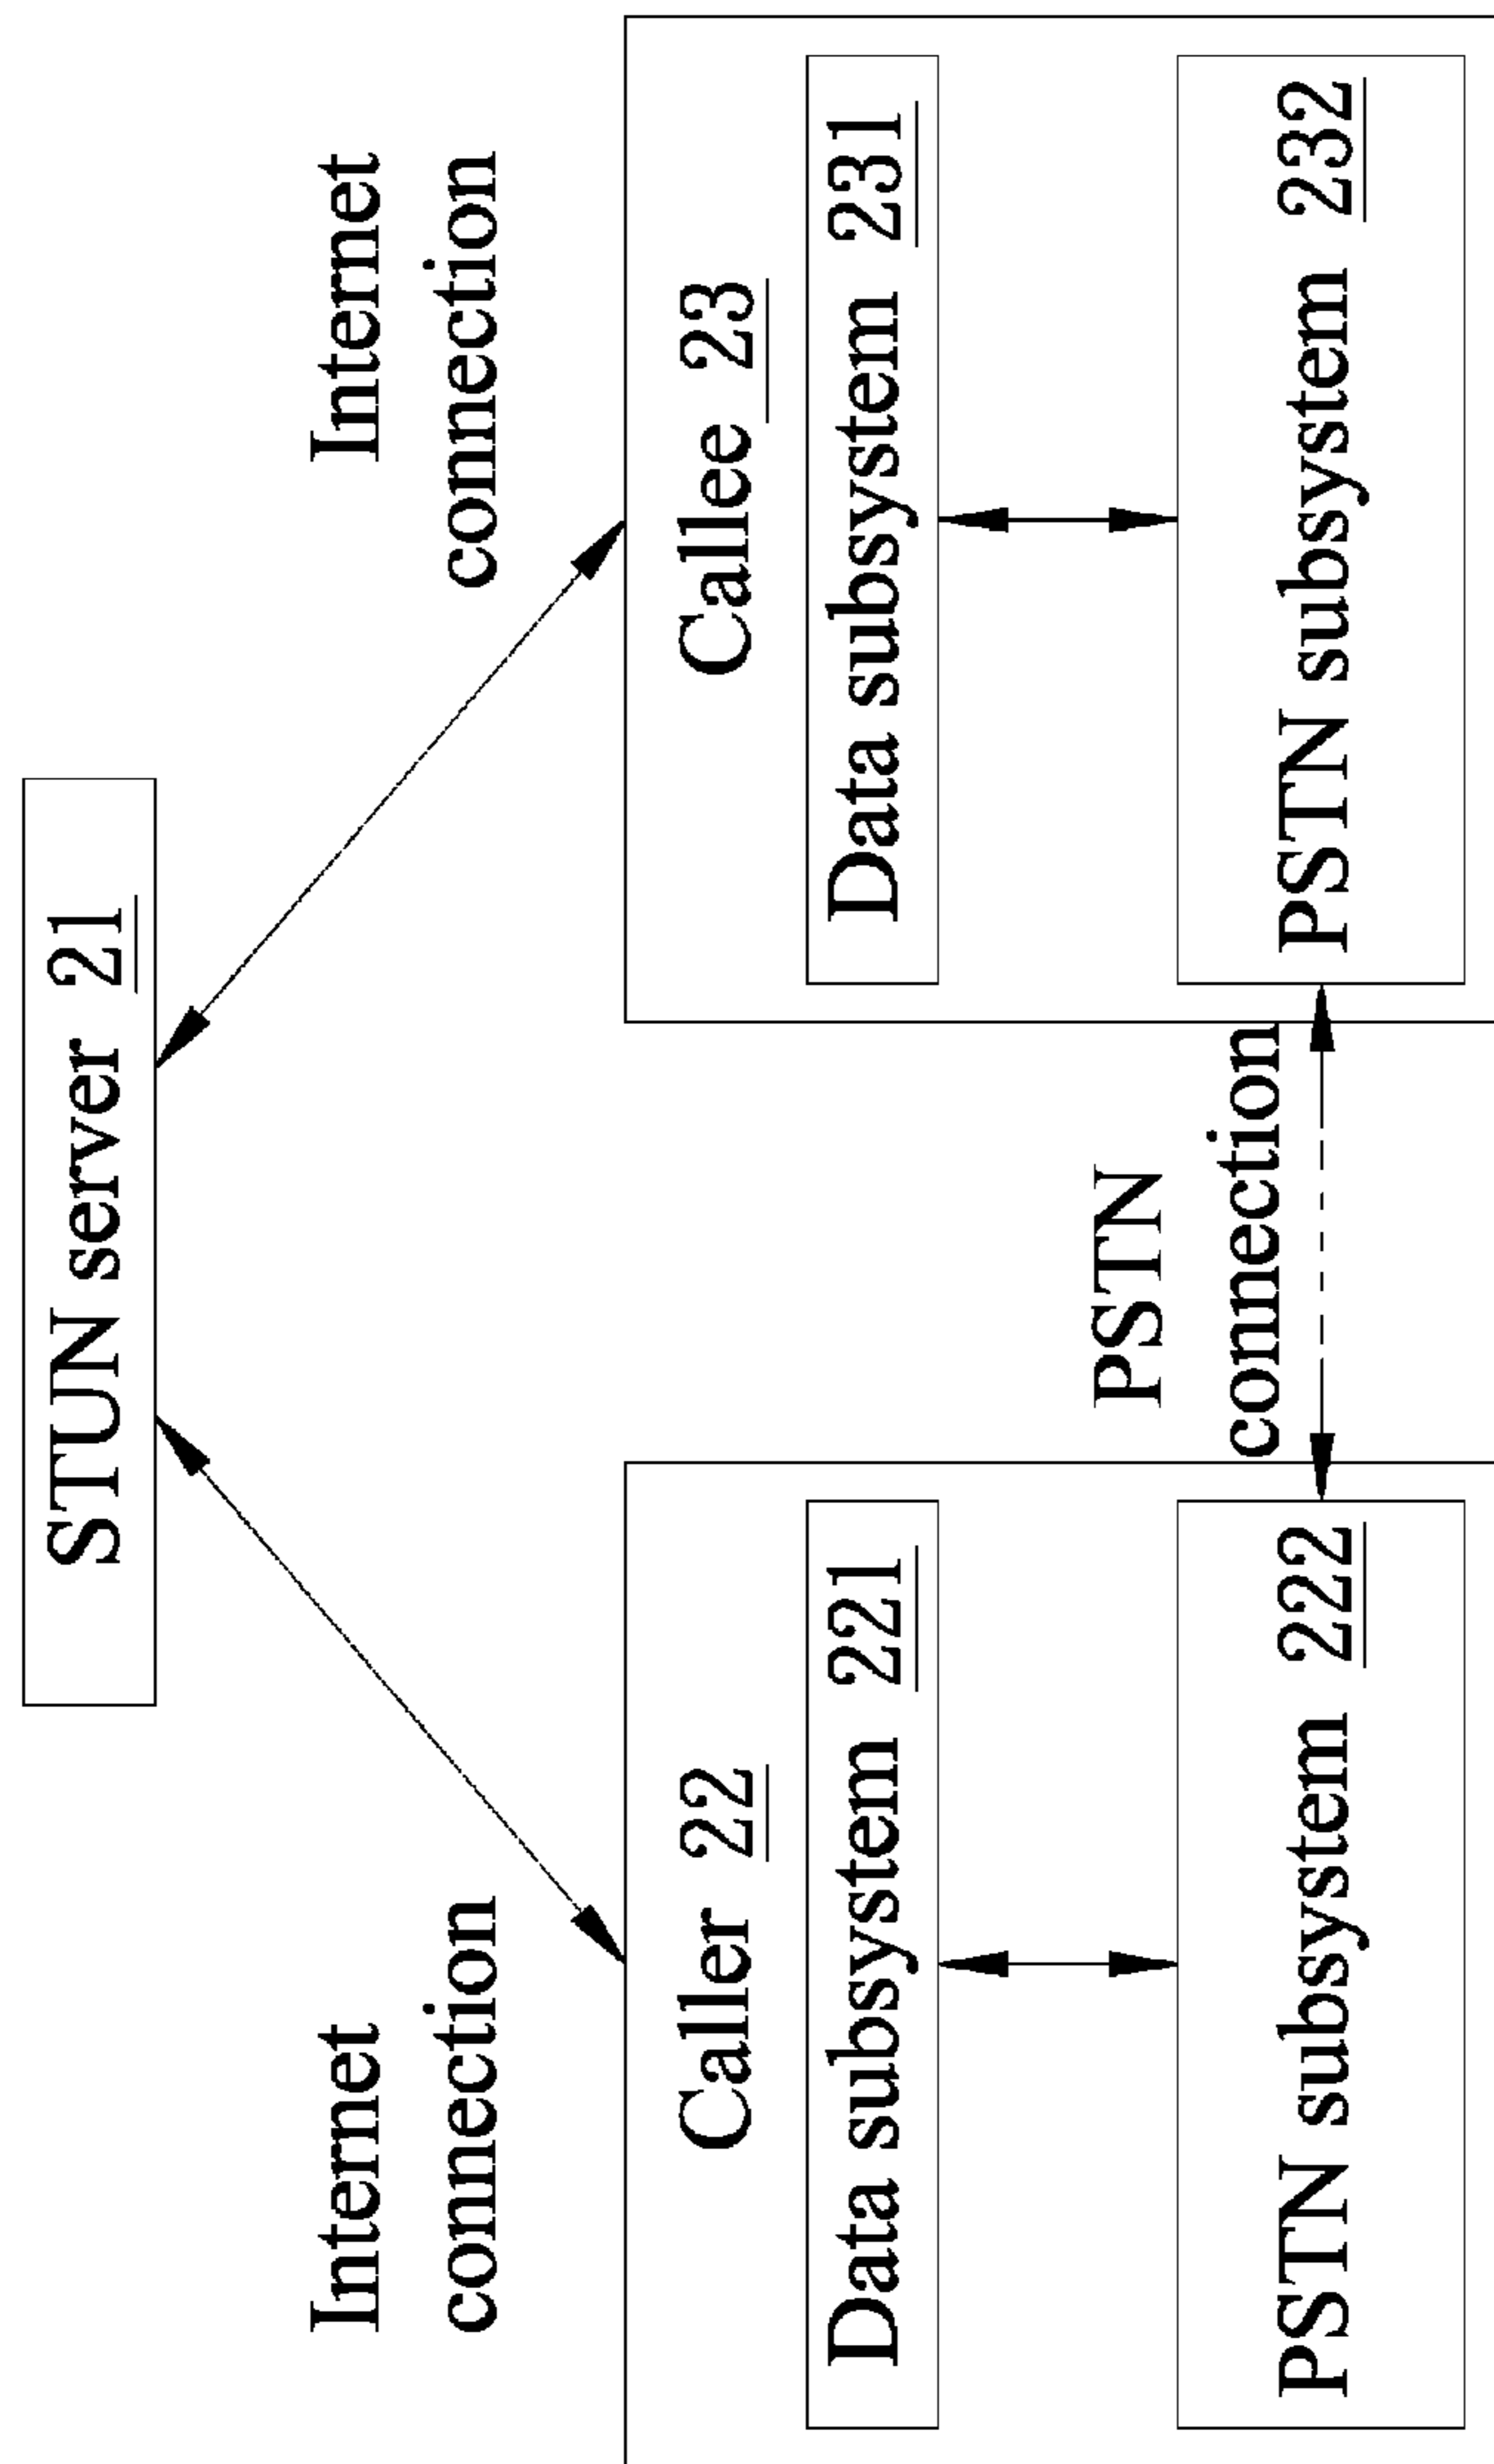 STUN server 21
Internet
connection
Internet
connection
Caller 22
Callee 23
Data subsystem 221
Data subsystem 231
PSTN
connection
PSTN subsystem 222
PSTN subsystem 232